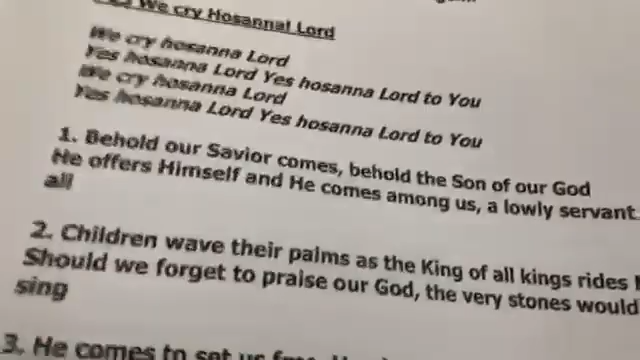 We cry Hosanna! Lord
We cry hosanna Lord
Yes hosanna Lord Yes hosanna Lord to You
We cry hosanna Lord
Yes hosanna Lord Yes hosanna Lord to You
1. Behold our Savior comes, behold the Son of our God
He offers Himself and He comes among us, a lowly servant
all
2. Children wave their palms as the King of all kings rides
Should we forget to praise our God, the very stones would
sing
3. He comes to set us